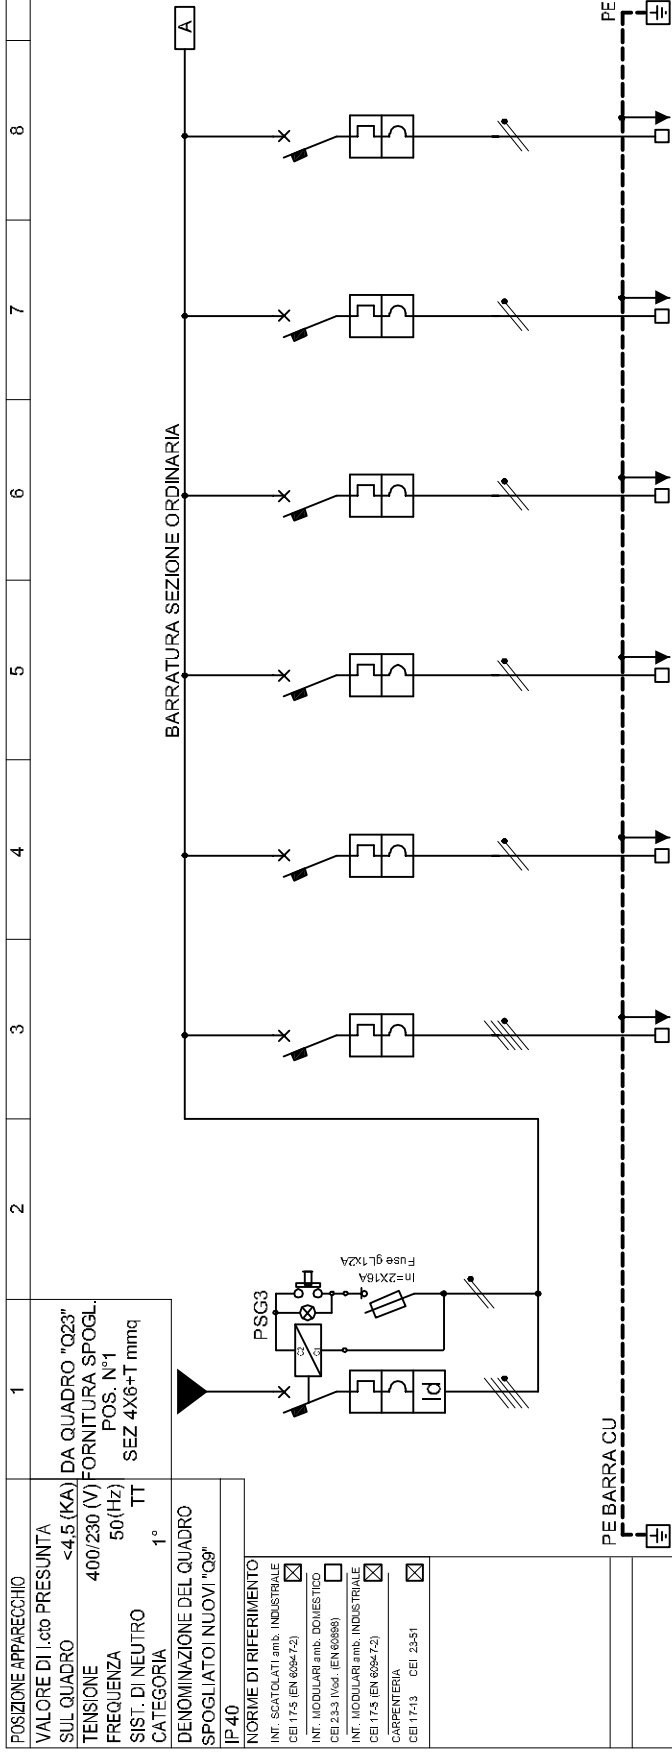 POSIZIONE APPARECCHIO
1
2
3
4
5
6
7
8
VALORE DI I.cto PRESUNTA
SUL QUADRO <4,5 (KA)
TENSIONE 400/230 (V)
FREQUENZA 50(Hz)
SIST. DI NEUTRO TT
CATEGORIA 1°
DA QUADRO "Q23"
FORNITURA SPOGL.
POS. N°1
SEZ 4X6+T mmq
DENOMINAZIONE DEL QUADRO
SPOGLIATOI NUOVI "Q9"
IP40
NORME DI RIFERIMENTO
INT. SCATOLATI amb. INDUSTRIALE
CEI 17-5 (EN 60947-2)
INT. MODULARI amb. DOMESTICO
CEI 23-3 IVed. (EN 60898)
INT. MODULARI amb. INDUSTRIALE
CEI 17-5 (EN 60947-2)
CARPENTERIA
CEI 17-13 CEI 23-51
BARRATURA SEZIONE ORDINARIA
A
PSG3
C2
C1
In=2X16A
Fuse gL1x2A
Id
PE BARRA CU
PE